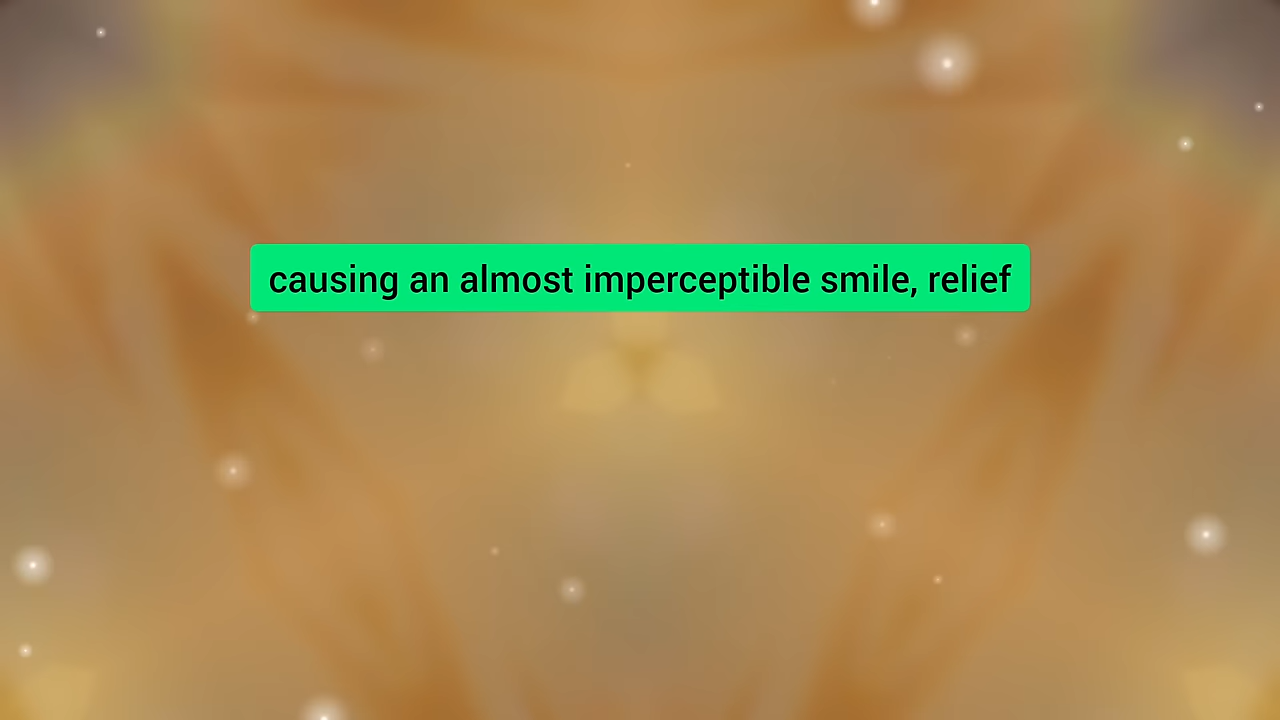 causing an almost imperceptible smile, relief